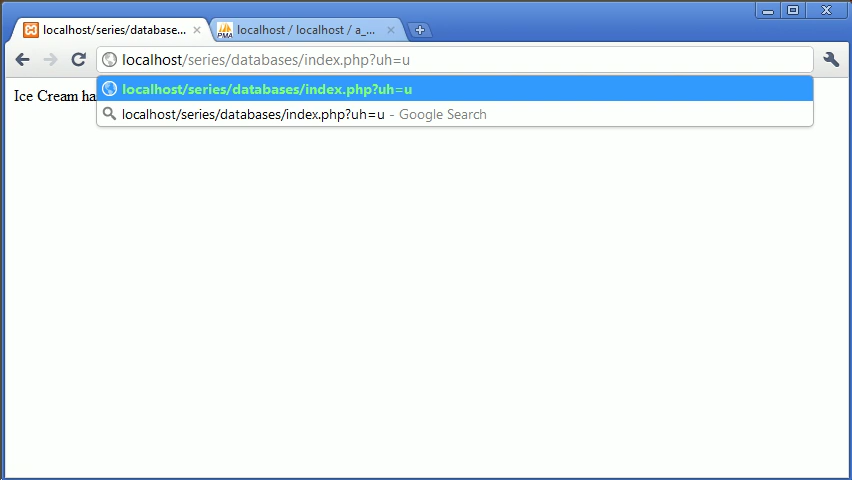 localhost/series/database...
PMA
localhost / localhost / a_...
localhost/series/databases/index.php?uh=u
localhost/series/databases/index.php?uh=u
localhost/series/databases/index.php?uh=u - Google Search
Ice Cream ha